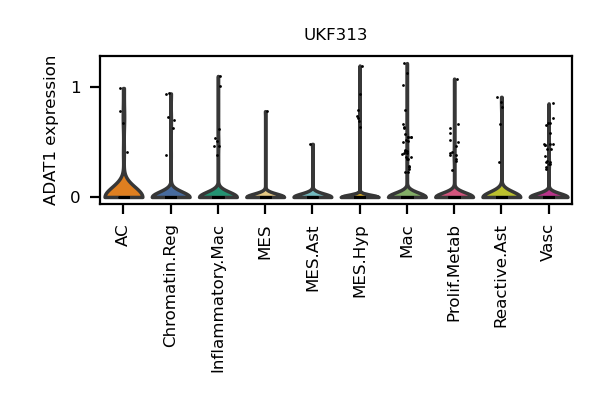 UKF313
ADAT1 expression
1
0
AC
Chromatin.Reg
Inflammatory.Mac
MES
MES.Ast
MES.Hyp
Mac
Prolif.Metab
Reactive.Ast
Vasc